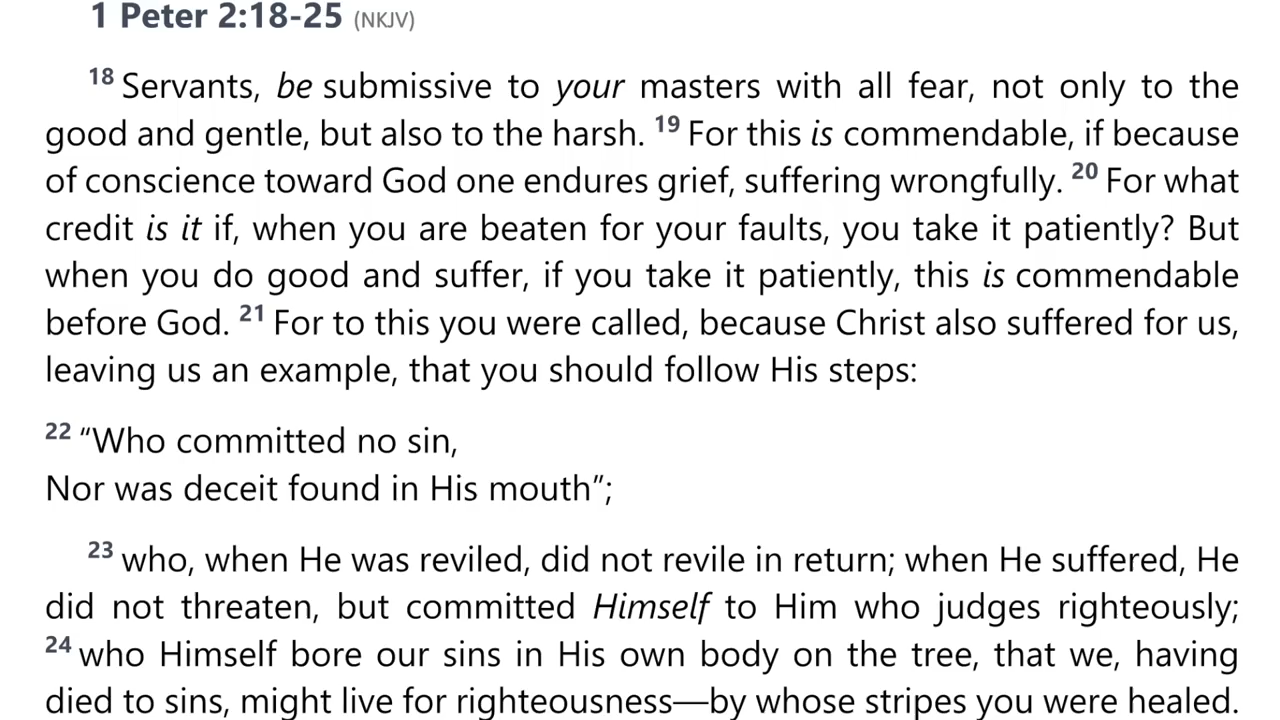 1 Peter 2:18-25 (NKJV)
18 Servants, be submissive to your masters with all fear, not only to the
good and gentle, but also to the harsh. 19 For this is commendable, if because
of conscience toward God one endures grief, suffering wrongfully. 20 For what
credit is it if, when you are beaten for your faults, you take it patiently? But
when you do good and suffer, if you take it patiently, this is commendable
before God. 21 For to this you were called, because Christ also suffered for us,
leaving us an example, that you should follow His steps:
22 “Who committed no sin,
Nor was deceit found in His mouth”;
23 who, when He was reviled, did not revile in return; when He suffered, He
did not threaten, but committed Himself to Him who judges righteously;
24 who Himself bore our sins in His own body on the tree, that we, having
died to sins, might live for righteousness—by whose stripes you were healed.